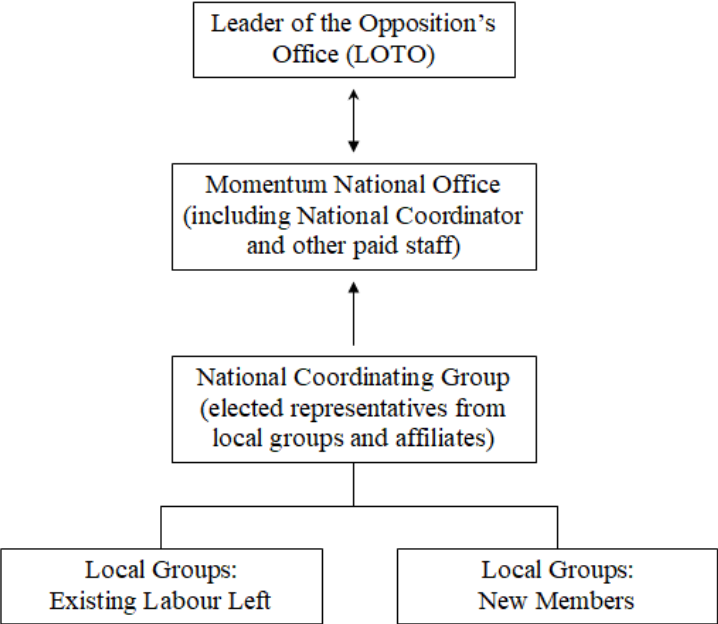 Leader of the Opposition’s
Office (LOTO)
Momentum National Office
(including National Coordinator
and other paid staff)
National Coordinating Group
(elected representatives from
local groups and affiliates)
Local Groups:
Existing Labour Left
Local Groups:
New Members